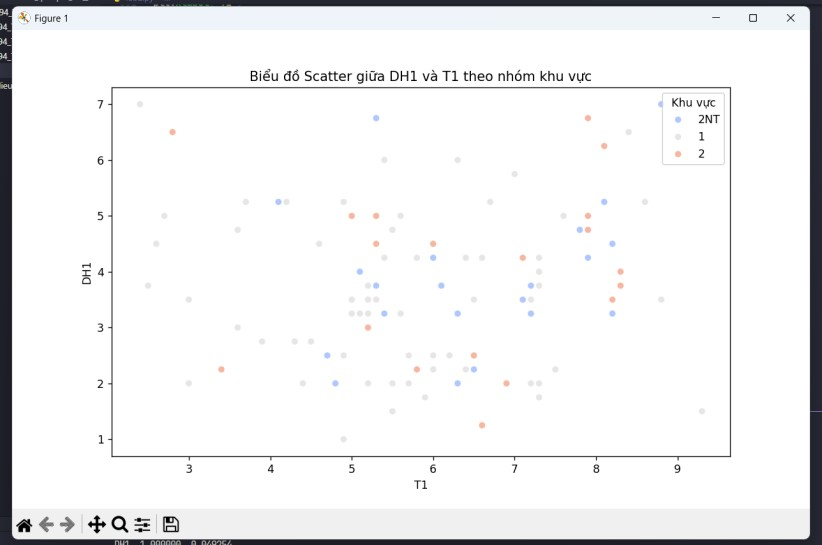 Figure 1
Biểu đồ Scatter giữa DH1 và T1 theo nhóm khu vực
Khu vực
2NT
1
2
DH1
7
6
5
4
3
2
1
3 4 5 6 7 8 9
T1